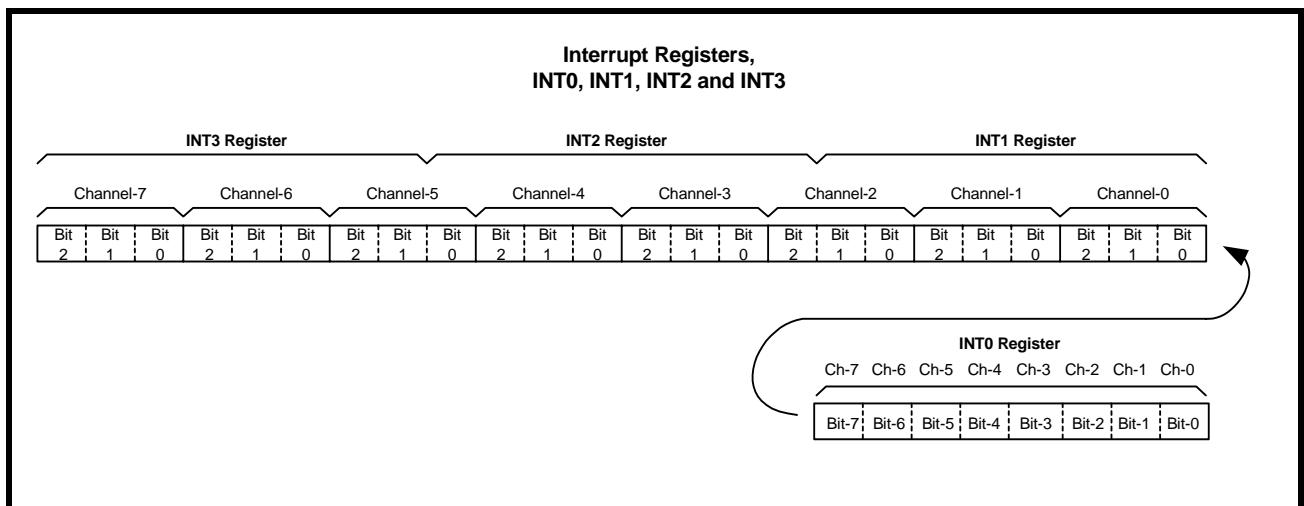 Interrupt Registers,
INT0, INT1, INT2 and INT3
INT3 Register INT2 Register INT1 Register
Channel-7 Channel-6 Channel-5 Channel-4 Channel-3 Channel-2 Channel-1 Channel-0
Bit Bit Bit Bit Bit Bit Bit Bit Bit Bit Bit Bit Bit Bit Bit Bit Bit Bit Bit Bit Bit Bit Bit Bit
2 1 0 2 1 0 2 1 0 2 1 0 2 1 0 2 1 0 2 1 0 2 1 0
INT0 Register
Ch-7 Ch-6 Ch-5 Ch-4 Ch-3 Ch-2 Ch-1 Ch-0
Bit-7 Bit-6 Bit-5 Bit-4 Bit-3 Bit-2 Bit-1 Bit-0